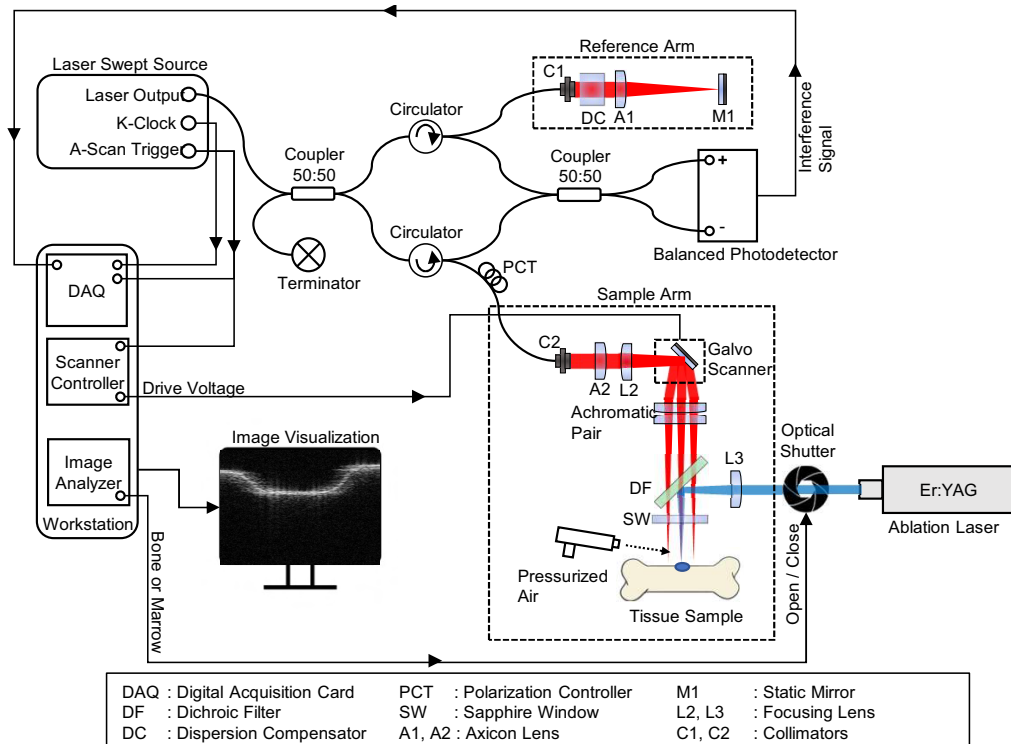 Laser Swept Source
Laser Output
K-Clock
A-Scan Trigger
Coupler
50:50
Terminator
Circulator
Circulator
Reference Arm
C1
DC
A1
M1
Coupler
50:50
+
-
Balanced Photodetector
Interference
Signal
PCT
DAQ
Scanner
Controller
Image
Analyzer
Workstation
Drive Voltage
Image Visualization
Bone or Marrow
Sample Arm
C2
A2
L2
Galvo
Scanner
Achromatic
Pair
DF
SW
L3
Optical
Shutter
Er:YAG
Ablation Laser
Pressurized
Air
Tissue Sample
Open / Close
DAQ : Digital Acquisition Card PCT : Polarization Controller M1 : Static Mirror
DF : Dichroic Filter SW : Sapphire Window L2, L3 : Focusing Lens
DC : Dispersion Compensator A1, A2 : Axicon Lens C1, C2 : Collimators